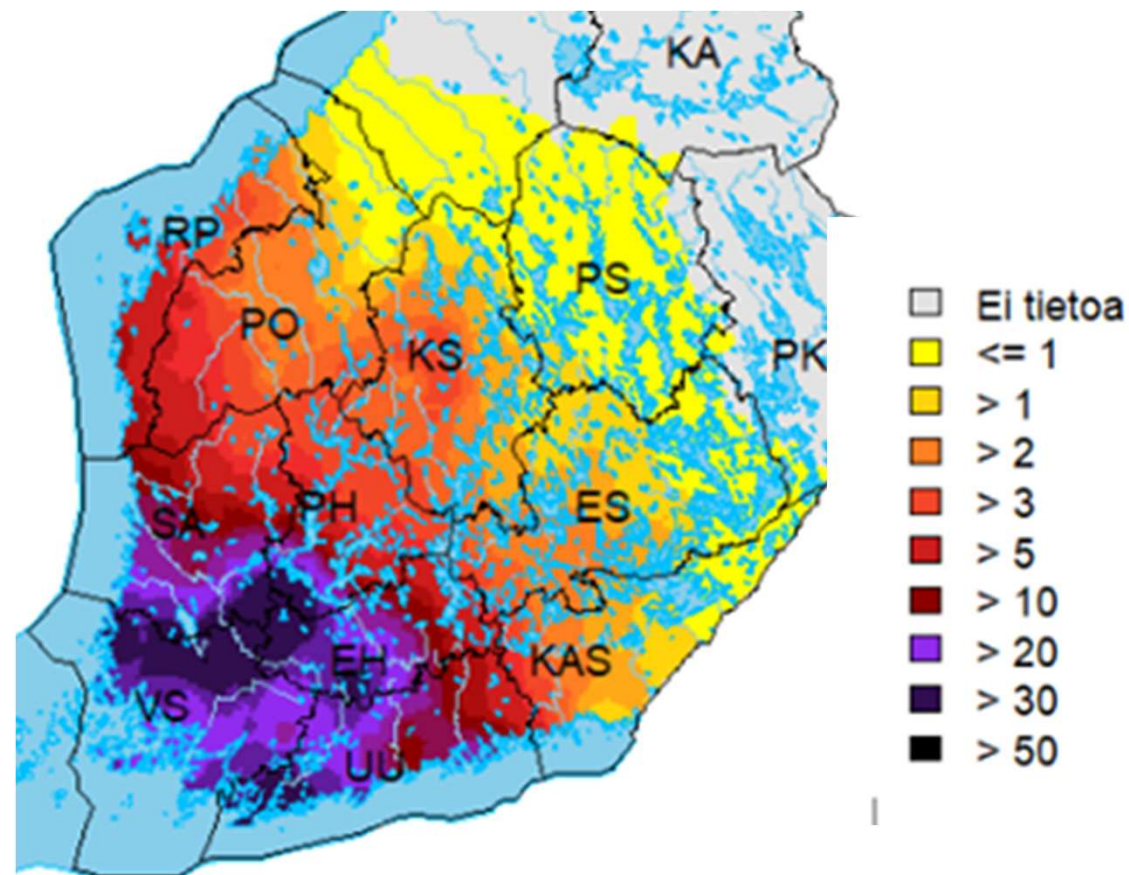 KA
RP
PS
PO
KS
PK
SA
PH
ES
EH
KAS
VS
UU
Ei tietoa
<= 1
> 1
> 2
> 3
> 5
> 10
> 20
> 30
> 50